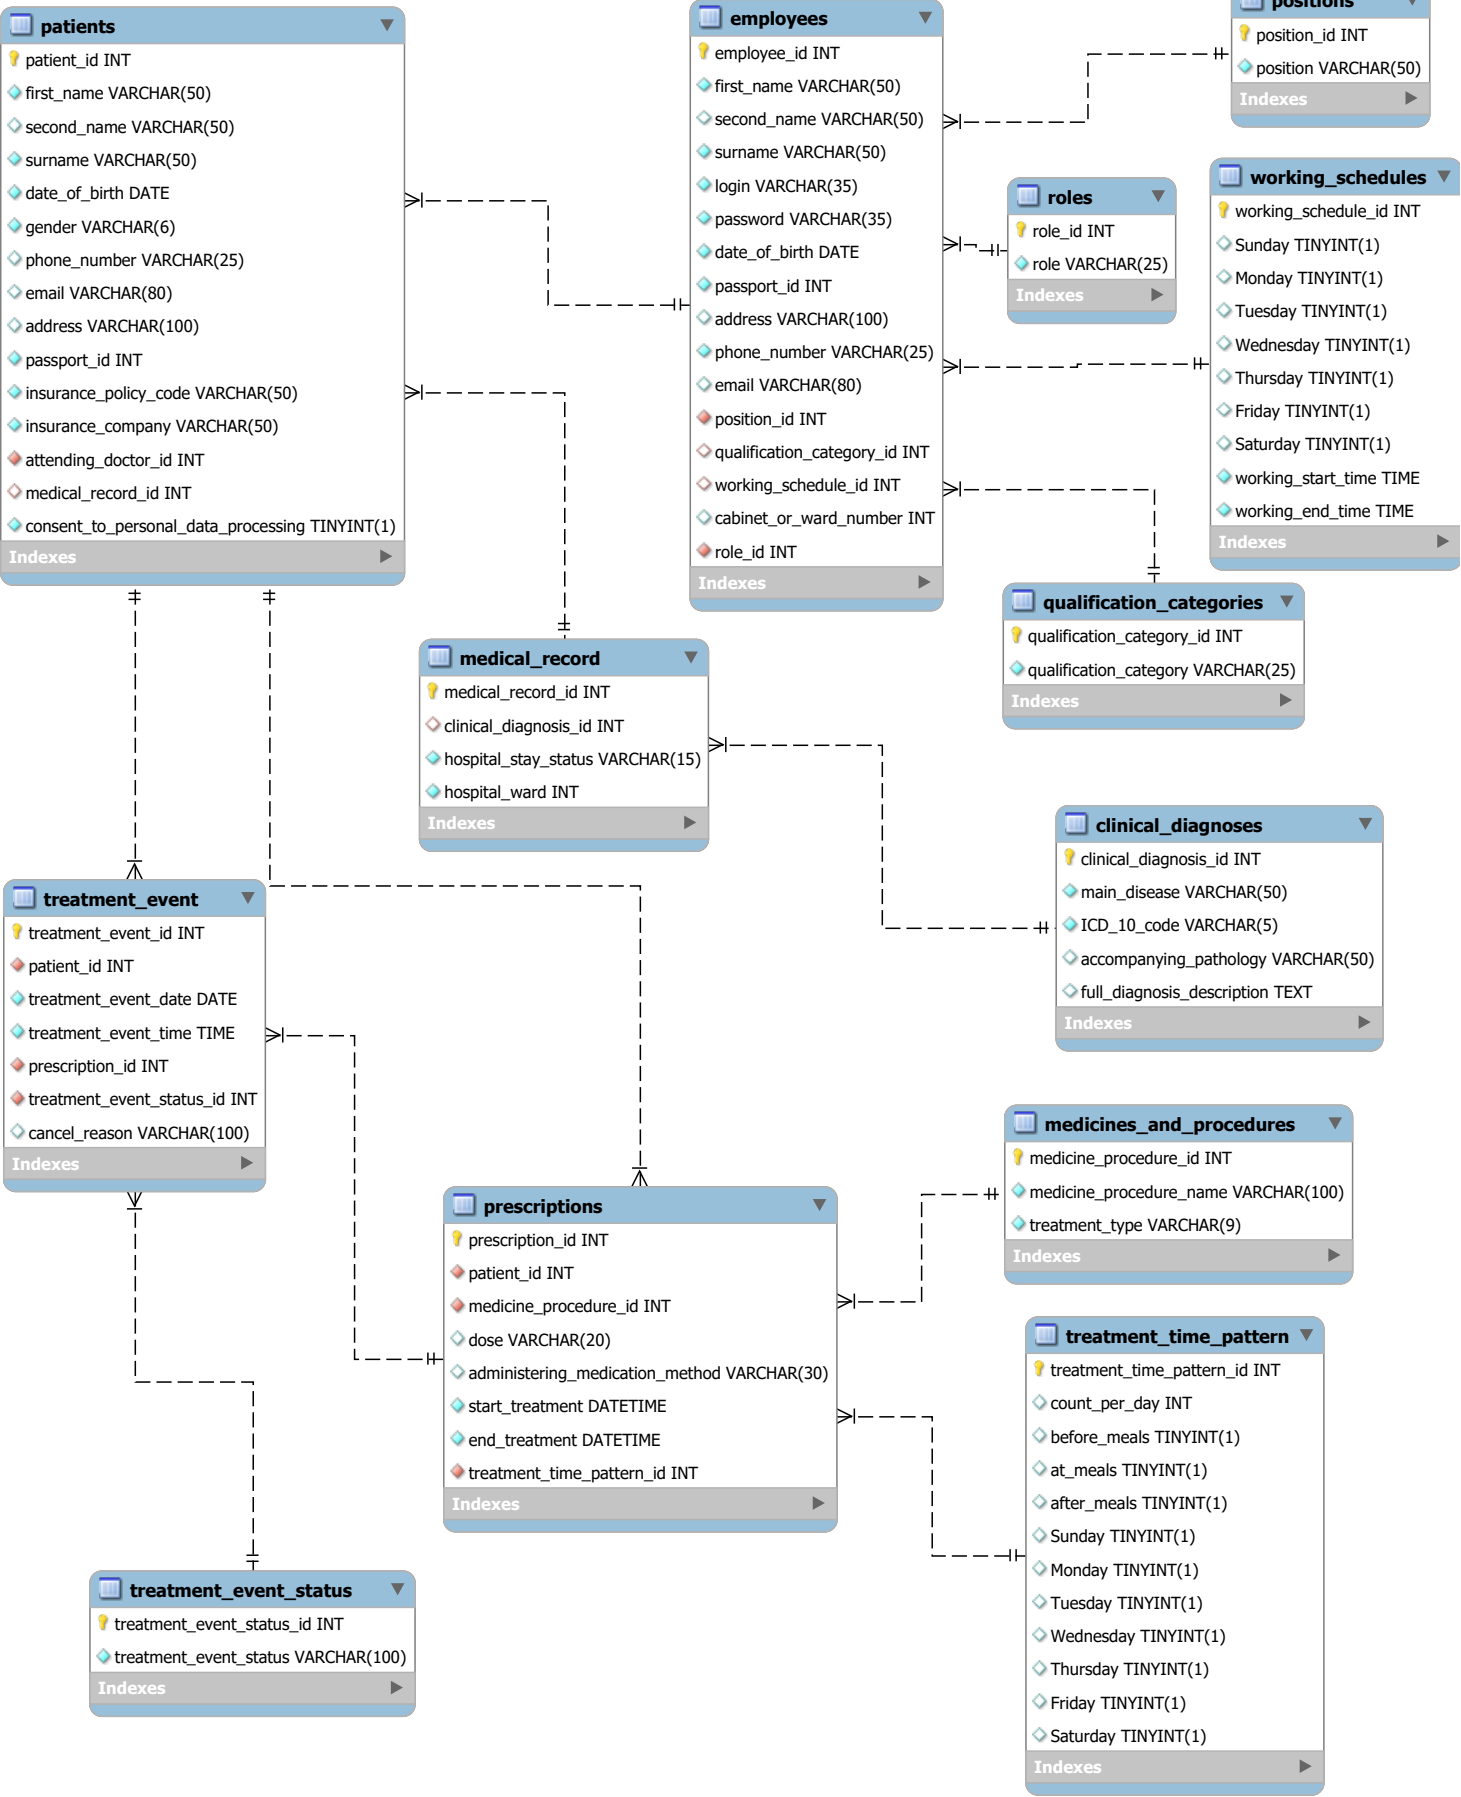 patients
patient_id INT
first_name VARCHAR(50)
second_name VARCHAR(50)
surname VARCHAR(50)
date_of_birth DATE
gender VARCHAR(6)
phone_number VARCHAR(25)
email VARCHAR(80)
address VARCHAR(100)
passport_id INT
insurance_policy_code VARCHAR(50)
insurance_company VARCHAR(50)
attending_doctor_id INT
medical_record_id INT
consent_to_personal_data_processing TINYINT(1)
Indexes
employees
employee_id INT
first_name VARCHAR(50)
second_name VARCHAR(50)
surname VARCHAR(50)
login VARCHAR(35)
password VARCHAR(35)
date_of_birth DATE
passport_id INT
address VARCHAR(100)
phone_number VARCHAR(25)
email VARCHAR(80)
position_id INT
qualification_category_id INT
working_schedule_id INT
cabinet_or_ward_number INT
role_id INT
Indexes
positions
position_id INT
position VARCHAR(50)
Indexes
roles
role_id INT
role VARCHAR(25)
Indexes
working_schedules
working_schedule_id INT
Sunday TINYINT(1)
Monday TINYINT(1)
Tuesday TINYINT(1)
Wednesday TINYINT(1)
Thursday TINYINT(1)
Friday TINYINT(1)
Saturday TINYINT(1)
working_start_time TIME
working_end_time TIME
Indexes
qualification_categories
qualification_category_id INT
qualification_category VARCHAR(25)
Indexes
medical_record
medical_record_id INT
clinical_diagnosis_id INT
hospital_stay_status VARCHAR(15)
hospital_ward INT
Indexes
clinical_diagnoses
clinical_diagnosis_id INT
main_disease VARCHAR(50)
ICD_10_code VARCHAR(5)
accompanying_pathology VARCHAR(50)
full_diagnosis_description TEXT
Indexes
treatment_event
treatment_event_id INT
patient_id INT
treatment_event_date DATE
treatment_event_time TIME
prescription_id INT
treatment_event_status_id INT
cancel_reason VARCHAR(100)
Indexes
medicines_and_procedures
medicine_procedure_id INT
medicine_procedure_name VARCHAR(100)
treatment_type VARCHAR(9)
Indexes
prescriptions
prescription_id INT
patient_id INT
medicine_procedure_id INT
dose VARCHAR(20)
administering_medication_method VARCHAR(30)
start_treatment DATETIME
end_treatment DATETIME
treatment_time_pattern_id INT
Indexes
treatment_time_pattern
treatment_time_pattern_id INT
count_per_day INT
before_meals TINYINT(1)
at_meals TINYINT(1)
after_meals TINYINT(1)
Sunday TINYINT(1)
Monday TINYINT(1)
Tuesday TINYINT(1)
Wednesday TINYINT(1)
Thursday TINYINT(1)
Friday TINYINT(1)
Saturday TINYINT(1)
Indexes
treatment_event_status
treatment_event_status_id INT
treatment_event_status VARCHAR(100)
Indexes